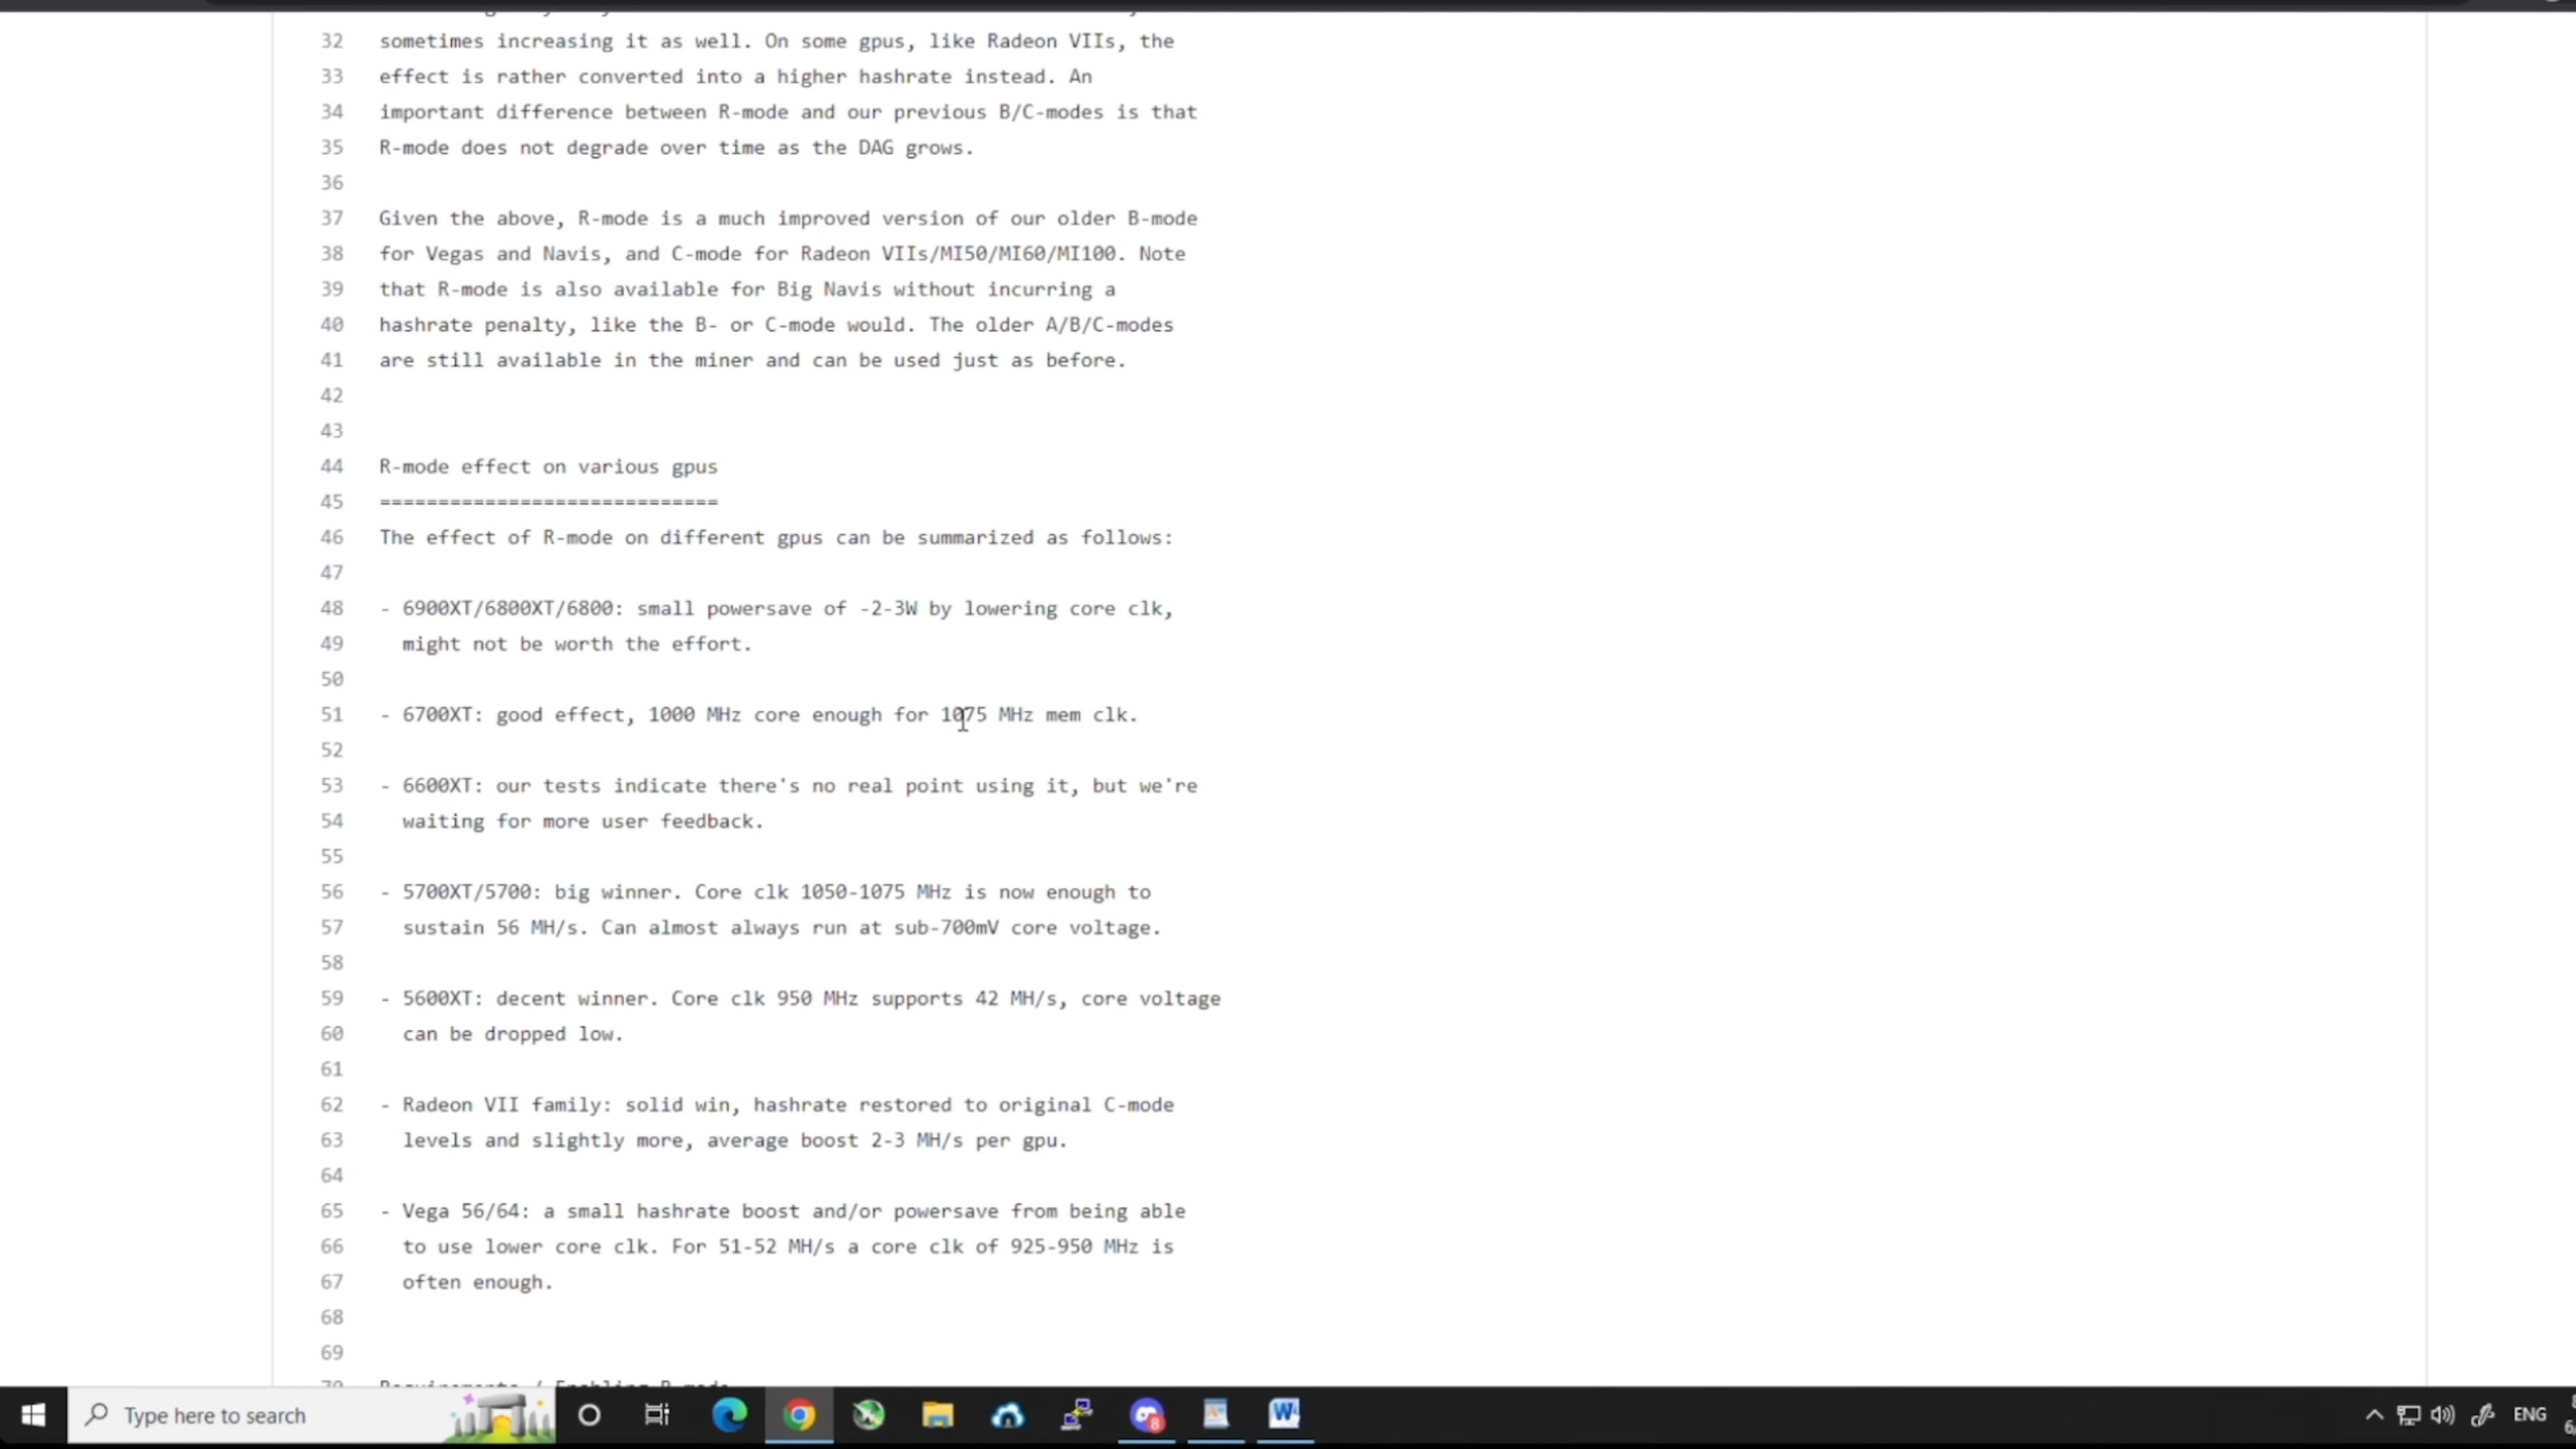 32 sometimes increasing it as well. On some gpus, like Radeon VIIs, the
33 effect is rather converted into a higher hashrate instead. An
34 important difference between R-mode and our previous B/C-modes is that
35 R-mode does not degrade over time as the DAG grows.
36
37 Given the above, R-mode is a much improved version of our older B-mode
38 for Vegas and Navis, and C-mode for Radeon VIIs/MI50/MI60/MI100. Note
39 that R-mode is also available for Big Navis without incurring a
40 hashrate penalty, like the B- or C-mode would. The older A/B/C-modes
41 are still available in the miner and can be used just as before.
42
43
44 R-mode effect on various gpus
45 =============================
46 The effect of R-mode on different gpus can be summarized as follows:
47
48 - 6900XT/6800XT/6800: small powersave of -2-3W by lowering core clk,
49 might not be worth the effort.
50
51 - 6700XT: good effect, 1000 MHz core enough for 1075 MHz mem clk.
52
53 - 6600XT: our tests indicate there's no real point using it, but we're
54 waiting for more user feedback.
55
56 - 5700XT/5700: big winner. Core clk 1050-1075 MHz is now enough to
57 sustain 56 MH/s. Can almost always run at sub-700mV core voltage.
58
59 - 5600XT: decent winner. Core clk 950 MHz supports 42 MH/s, core voltage
60 can be dropped low.
61
62 - Radeon VII family: solid win, hashrate restored to original C-mode
63 levels and slightly more, average boost 2-3 MH/s per gpu.
64
65 - Vega 56/64: a small hashrate boost and/or powersave from being able
66 to use lower core clk. For 51-52 MH/s a core clk of 925-950 MHz is
67 often enough.
68
69
Type here to search
8
W
ENG